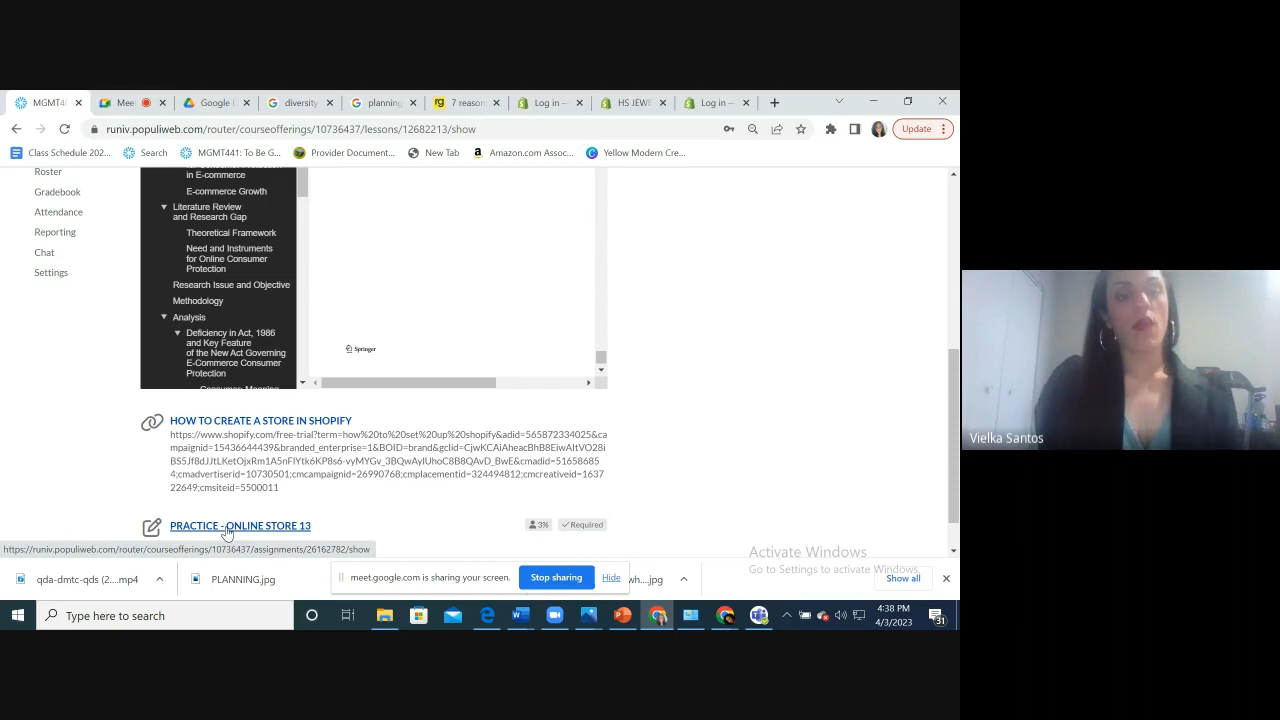 MGMT4
Meet
Google
diversity
planning
7 reason
Log in —
HS JEWE
Log in —
runiv.populiweb.com/router/courseofferings/10736437/lessons/12682213/show
Update
Class Schedule 202...
Search
MGMT441: To Be G...
Provider Document...
New Tab
Amazon.com Assoc...
Yellow Modern Cre...
Roster
Gradebook
Attendance
Reporting
Chat
Settings
in E-commerce
E-commerce Growth
Literature Review
and Research Gap
Theoretical Framework
Need and Instruments
for Online Consumer
Protection
Research Issue and Objective
Methodology
Analysis
Deficiency in Act, 1986
and Key Feature
of the New Act Governing
E-Commerce Consumer
Protection
Springer
HOW TO CREATE A STORE IN SHOPIFY
https://www.shopify.com/free-trial?term=how%20to%20set%20up%20shopify&adid=565872334025&ca
mpaignid=15436644439&branded_enterprise=1&BOID=brand&gclid=CjwKCAiAheacBhB8EiwAItVO28i
;cmadvertiserid=10730501;cmcampaignid=26990768;cmplacementid=324494812;cmcreativeid=1637
22649;cmsiteid=5500011
PRACTICE - ONLINE STORE 13
3%
Required
https://runiv.populiweb.com/router/courseofferings/10736437/assignments/26162782/show
Activate Windows
Go to Settings to activate Windows.
qda-dmtc-qds (2....mp4
PLANNING.jpg
meet.google.com is sharing your screen.
Stop sharing
Hide
wh....jpg
Show all
Type here to search
4:38 PM
4/3/2023
31
Vielka Santos